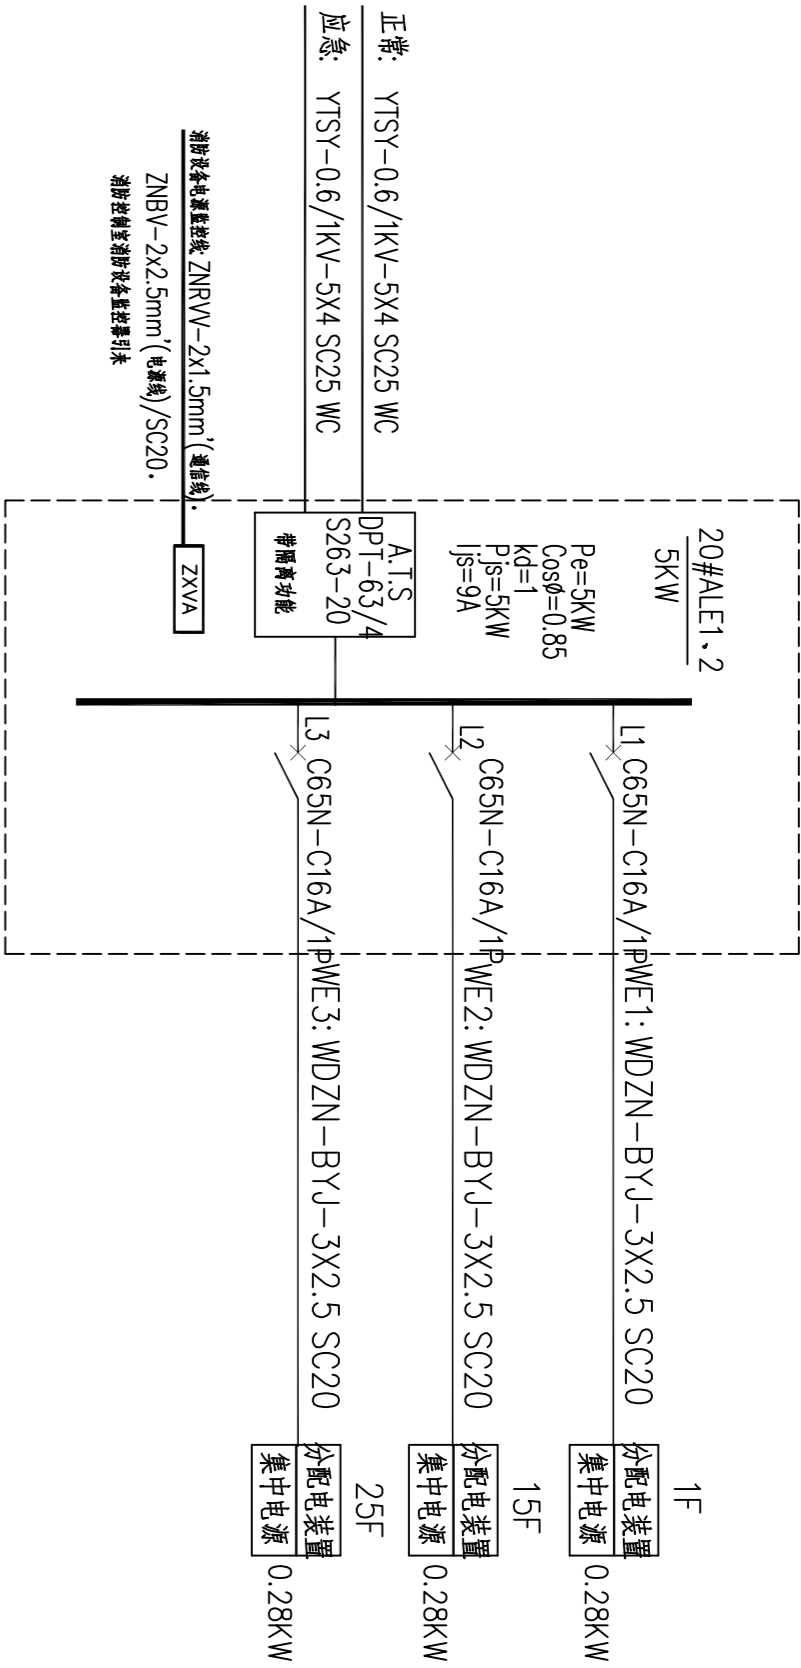 正常: YTSY-0.6/1KV-5X4 SC25 WC
应急: YTSY-0.6/1KV-5X4 SC25 WC
消防设备电源监控线: ZNRVV-2x1.5mm'(通信线).
ZNBV-2x2.5mm'(电源线)/SC20.
消防控制室消防设备监控器引来
20#ALE1、2
5KW
Pe=5KW
CosØ=0.85
kd=1
Pjs=5KW
Ijs=9A
A.T.S
DPT-63/4
S263-20
带隔离功能
ZXVA
L1 C65N-C16A/1P WE1: WDZN-BYJ-3X2.5 SC20
1F
分配电装置
集中电源
0.28KW
L2 C65N-C16A/1P WE2: WDZN-BYJ-3X2.5 SC20
15F
分配电装置
集中电源
0.28KW
L3 C65N-C16A/1P WE3: WDZN-BYJ-3X2.5 SC20
25F
分配电装置
集中电源
0.28KW